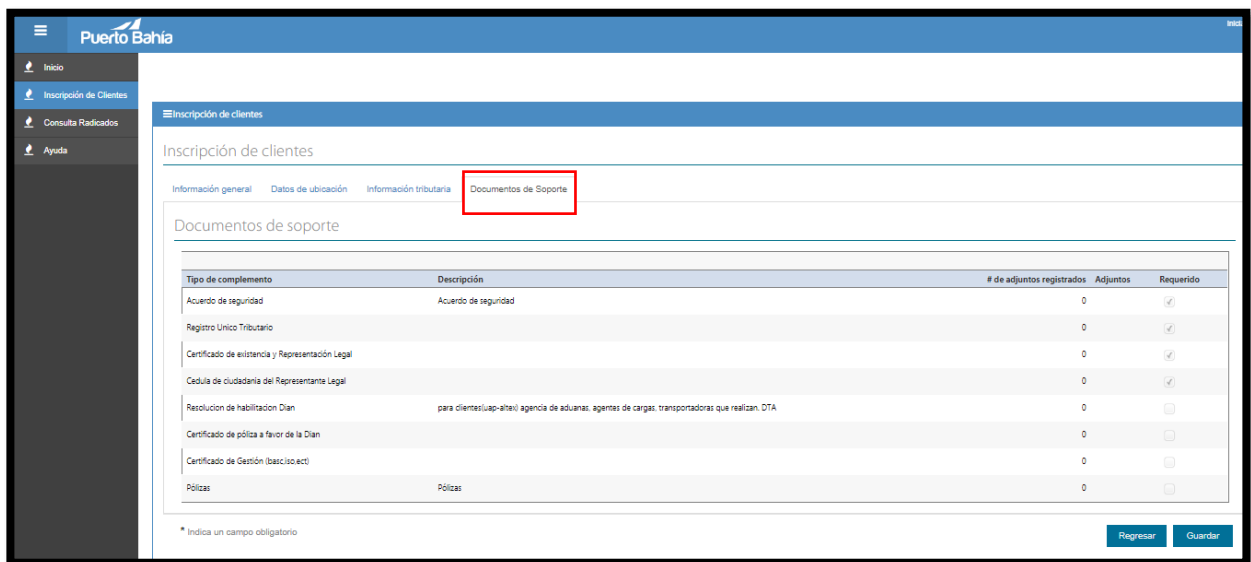 Puerto Bahía
Inicio
Inscripción de Clientes
Consulta Radicados
Ayuda
Inscripción de clientes
Inscripción de clientes
Información general Datos de ubicación Información tributaria Documentos de Soporte
Documentos de soporte
Tipo de complemento Descripción # de adjuntos registrados Adjuntos Requerido
Acuerdo de seguridad Acuerdo de seguridad 0
Registro Unico Tributario 0
Certificado de existencia y Representación Legal 0
Cedula de ciudadania del Representante Legal 0
Resolucion de habilitacion Dian para clientes(uap-altex) agencia de aduanas, agentes de cargas, transportadoras que realizan. DTA 0
Certificado de póliza a favor de la Dian 0
Certificado de Gestión (basc,iso,ect) 0
Pólizas Pólizas 0
* Indica un campo obligatorio
Regresar Guardar